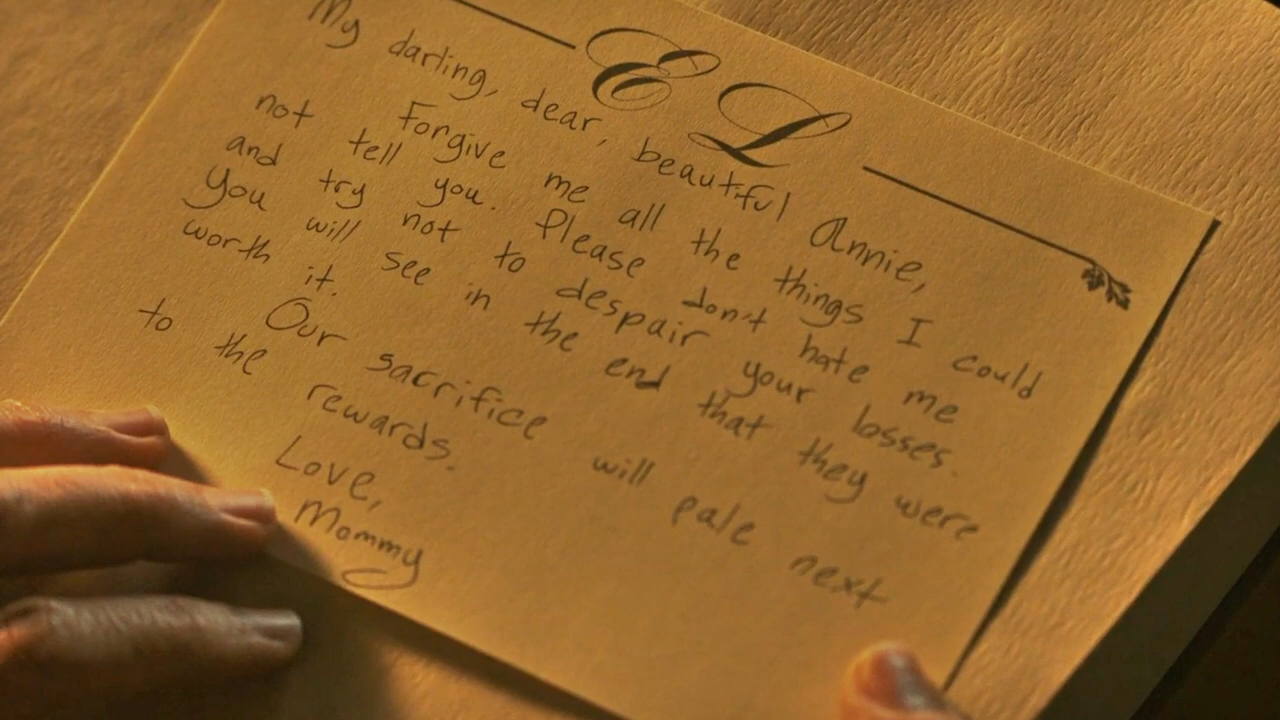 E L
My darling, dear, beautiful Annie,
Forgive me all the things I could
not tell you. Please don't hate me
and try not to despair your losses.
You will see in the end that they were
worth it.
Our sacrifice will pale next
to the rewards.
Love,
Mommy